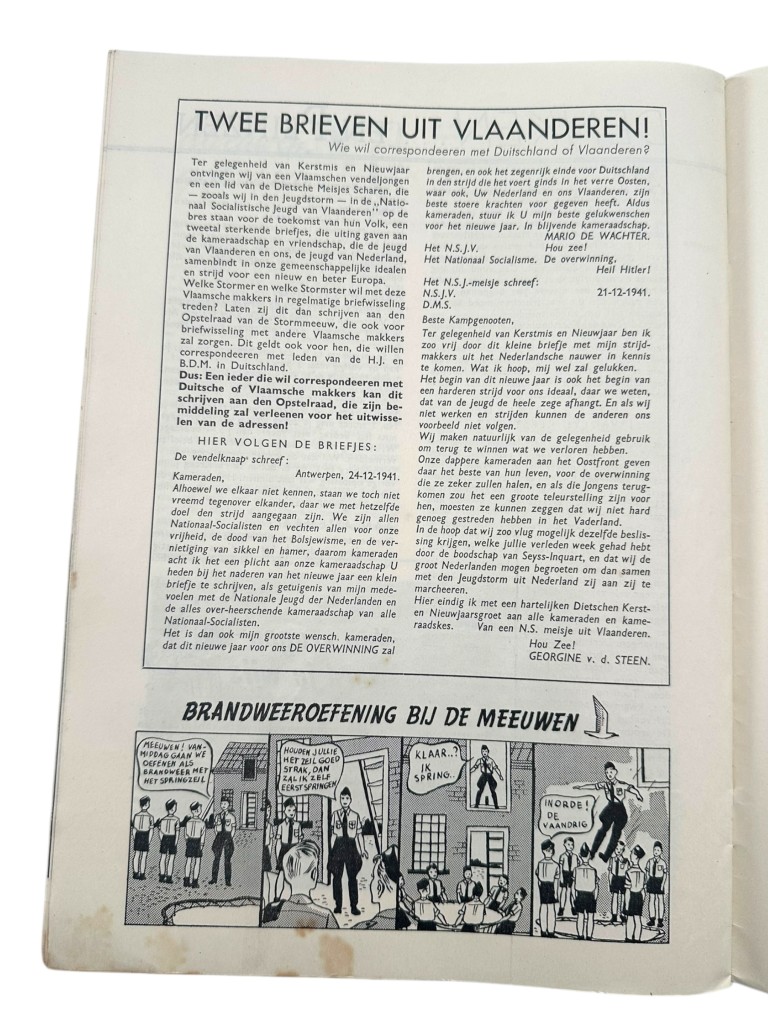 TWEE BRIEVEN UIT VLAANDEREN!
Wie wil correspondeeren met Duitschland of Vlaanderen?
Ter gelegenheid van Kerstmis en Nieuwjaar
ontvingen wij van een Vlaamschen vendeljongen
en een lid van de Dietsche Meisjes Scharen, die
— zooals wij in den Jeugdstorm — in de „Natio-
naal Socialistische Jeugd van Vlaanderen” op de
bres staan voor de toekomst van hun Volk, een
tweetal sterkende briefjes, die uiting gaven aan
de kameraadschap en vriendschap, die de jeugd
van Vlaanderen en ons, de jeugd van Nederland,
samenbindt in onze gemeenschappelijke idealen
en strijd voor een nieuw en beter Europa.
Welke Stormer en welke Stormster wil met deze
Vlaamsche makkers in regelmatige briefwisseling
treden? Laten zij dit dan schrijven aan den
Opstelraad van de Stormmeeuw, die ook voor
briefwisseling met andere Vlaamsche makkers
zal zorgen. Dit geldt ook voor hen, die willen
correspondeeren met leden van de H.J. en
B.D.M. in Duitschland.
Dus: Een ieder die wil correspondeeren met
Duitsche of Vlaamsche makkers kan dit
schrijven aan den Opstelraad, die zijn be-
middeling zal verleenen voor het uitwisse-
len van de adressen!
HIER VOLGEN DE BRIEFJES:
De vendelknaap schreef:
Antwerpen, 24-12-1941.
Kameraden,
Alhoewel we elkaar niet kennen, staan we toch niet
vreemd tegenover elkander, daar we met hetzelfde
doel den strijd aangegaan zijn. We zijn allen
Nationaal-Socialisten en vechten allen voor onze
vrijheid, de dood van het Bolsjewisme, en de ver-
nietiging van sikkel en hamer, daarom kameraden
acht ik het een plicht aan onze kameraadschap U
heden bij het naderen van het nieuwe jaar een klein
briefje te schrijven, als getuigenis van mijn mede-
voelen met de Nationale Jeugd der Nederlanden en
de alles over-heerschende kameraadschap van alle
Nationaal-Socialisten.
Het is dan ook mijn grootste wensch, kameraden,
dat dit nieuwe jaar voor ons DE OVERWINNING zal
brengen, en ook het zegenrijk einde voor Duitschland
in den strijd die het voert ginds in het verre Oosten,
waar ook, Uw Nederland en ons Vlaanderen, zijn
beste stoere krachten voor gegeven heeft. Aldus
kameraden, stuur ik U mijn beste gelukwenschen
voor het nieuwe jaar. In blijvende kameraadschap.
MARIO DE WACHTER.
Het N.S.J.V. Hou zee!
Het Nationaal Socialisme. De overwinning,
Heil Hitler!
Het N.S.J.-meisje schreef:
N.S.J.V. 21-12-1941.
D.M.S.
Beste Kampgenooten,
Ter gelegenheid van Kerstmis en Nieuwjaar ben ik
zoo vrij door dit kleine briefje met mijn strijd-
makkers uit het Nederlandsche nauwer in kennis
te komen. Wat ik hoop, mij wel zal gelukken.
Het begin van dit nieuwe jaar is ook het begin van
een harderen strijd voor ons ideaal, daar we weten,
dat van de jeugd de heele zege afhangt. En als wij
niet werken en strijden kunnen de anderen ons
voorbeeld niet volgen.
Wij maken natuurlijk van de gelegenheid gebruik
om terug te winnen wat we verloren hebben.
Onze dappere kameraden aan het Oostfront geven
daar het beste van hun leven, voor de overwinning
die ze zeker zullen halen, en als die Jongens terug-
komen zou het een groote teleurstelling zijn voor
hen, moesten ze kunnen zeggen dat wij niet hard
genoeg gestreden hebben in het Vaderland.
In de hoop dat wij zoo vlug mogelijk dezelfde beslis-
sing krijgen, welke jullie verleden week gehad hebt
door de boodschap van Seyss-Inquart, en dat wij de
groot Nederlanden mogen begroeten om dan samen
met den Jeugdstorm uit Nederland zij aan zij te
marcheeren.
Hier eindig ik met een hartelijken Dietschen Kerst-
en Nieuwjaarsgroet aan alle kameraden en kame-
raadskes. Van een N.S. meisje uit Vlaanderen.
Hou Zee!
GEORGINE v. d. STEEN.
BRANDWEEROEFENING BIJ DE MEEUWEN
MEEUWEN! VAN-
MIDDAG GAAN WE
OEFENEN ALS
BRANDWEER MET
HET SPRINGZEIL
HOUDEN JULLIE
HET ZEIL GOED
STRAK, DAN
ZAL IK ZELF
EERST SPRINGEN
KLAAR..?
IK
SPRING..
IN ORDE!
DE
VAANDRIG